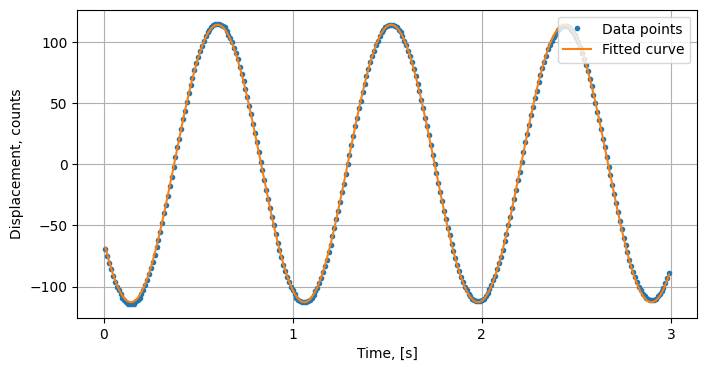 Displacement, counts
100
50
0
−50
−100
Data points
Fitted curve
0
1
2
3
Time, [s]